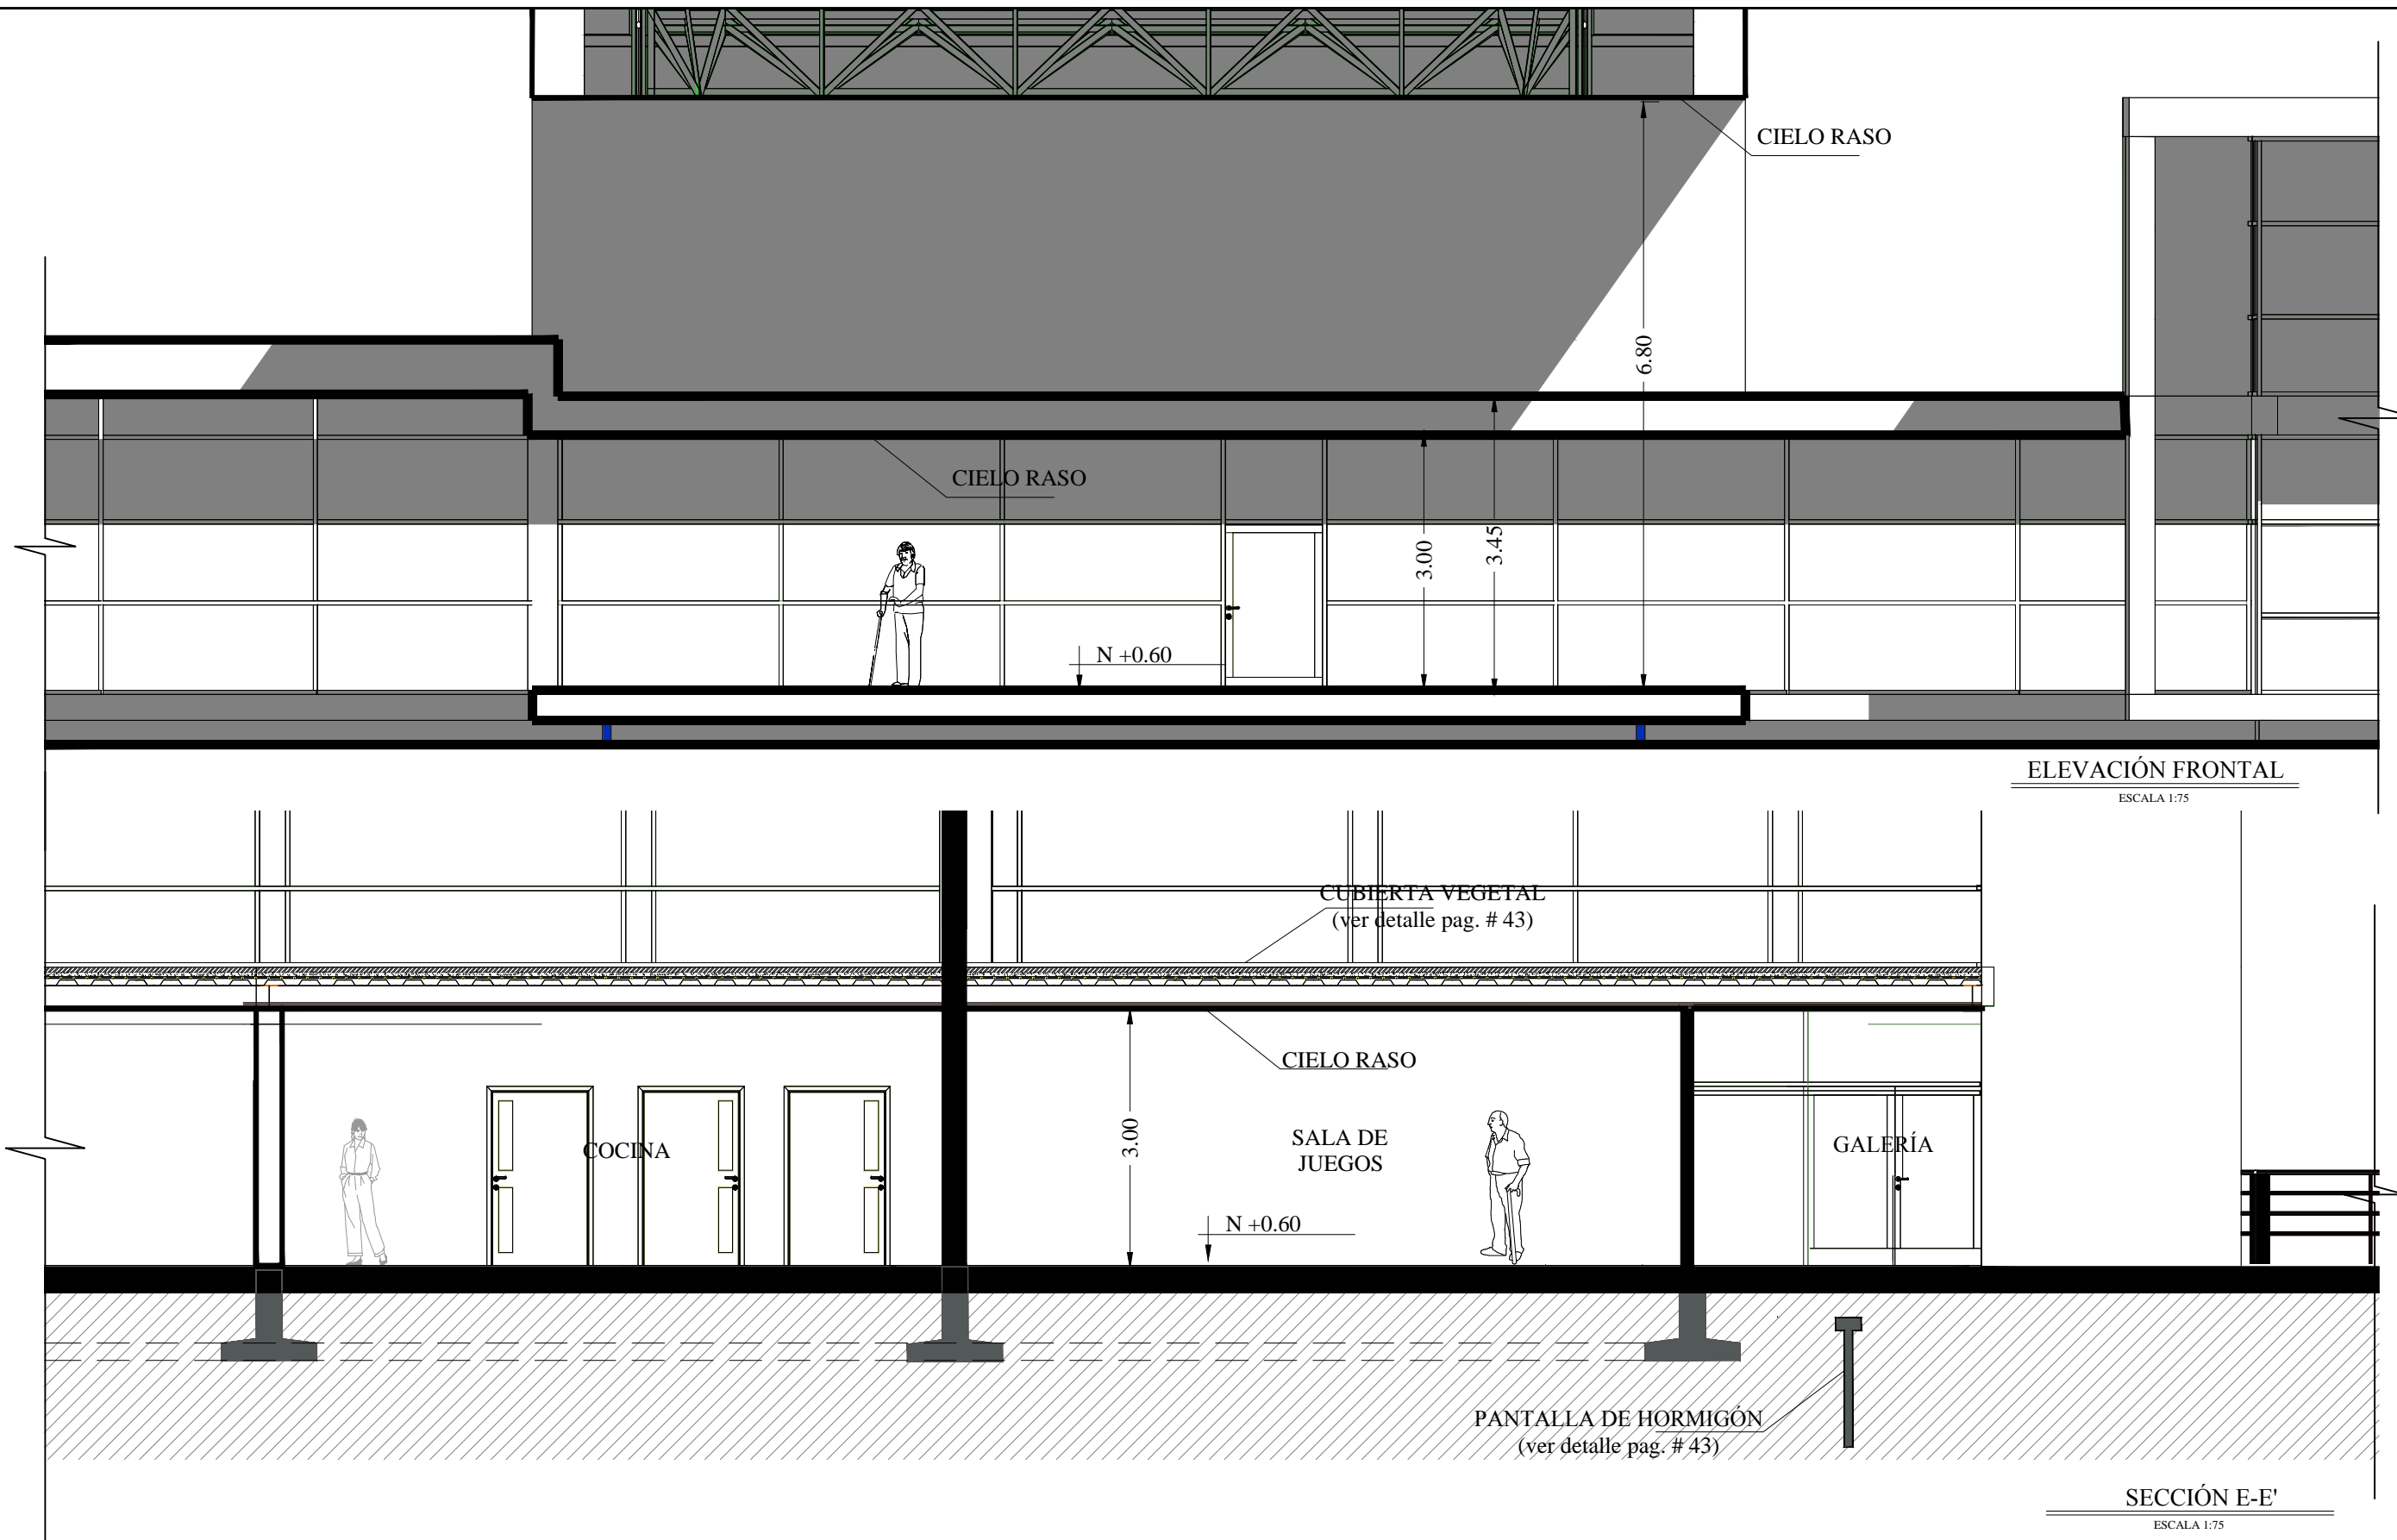 CIELO RASO
6.80
CIELO RASO
3.00
3.45
N +0.60
ELEVACIÓN FRONTAL
ESCALA 1:75
CUBIERTA VEGETAL
(ver detalle pag. # 43)
CIELO RASO
3.00
COCINA
SALA DE
JUEGOS
GALERÍA
N +0.60
PANTALLA DE HORMIGÓN
(ver detalle pag. # 43)
SECCIÓN E-E'
ESCALA 1:75